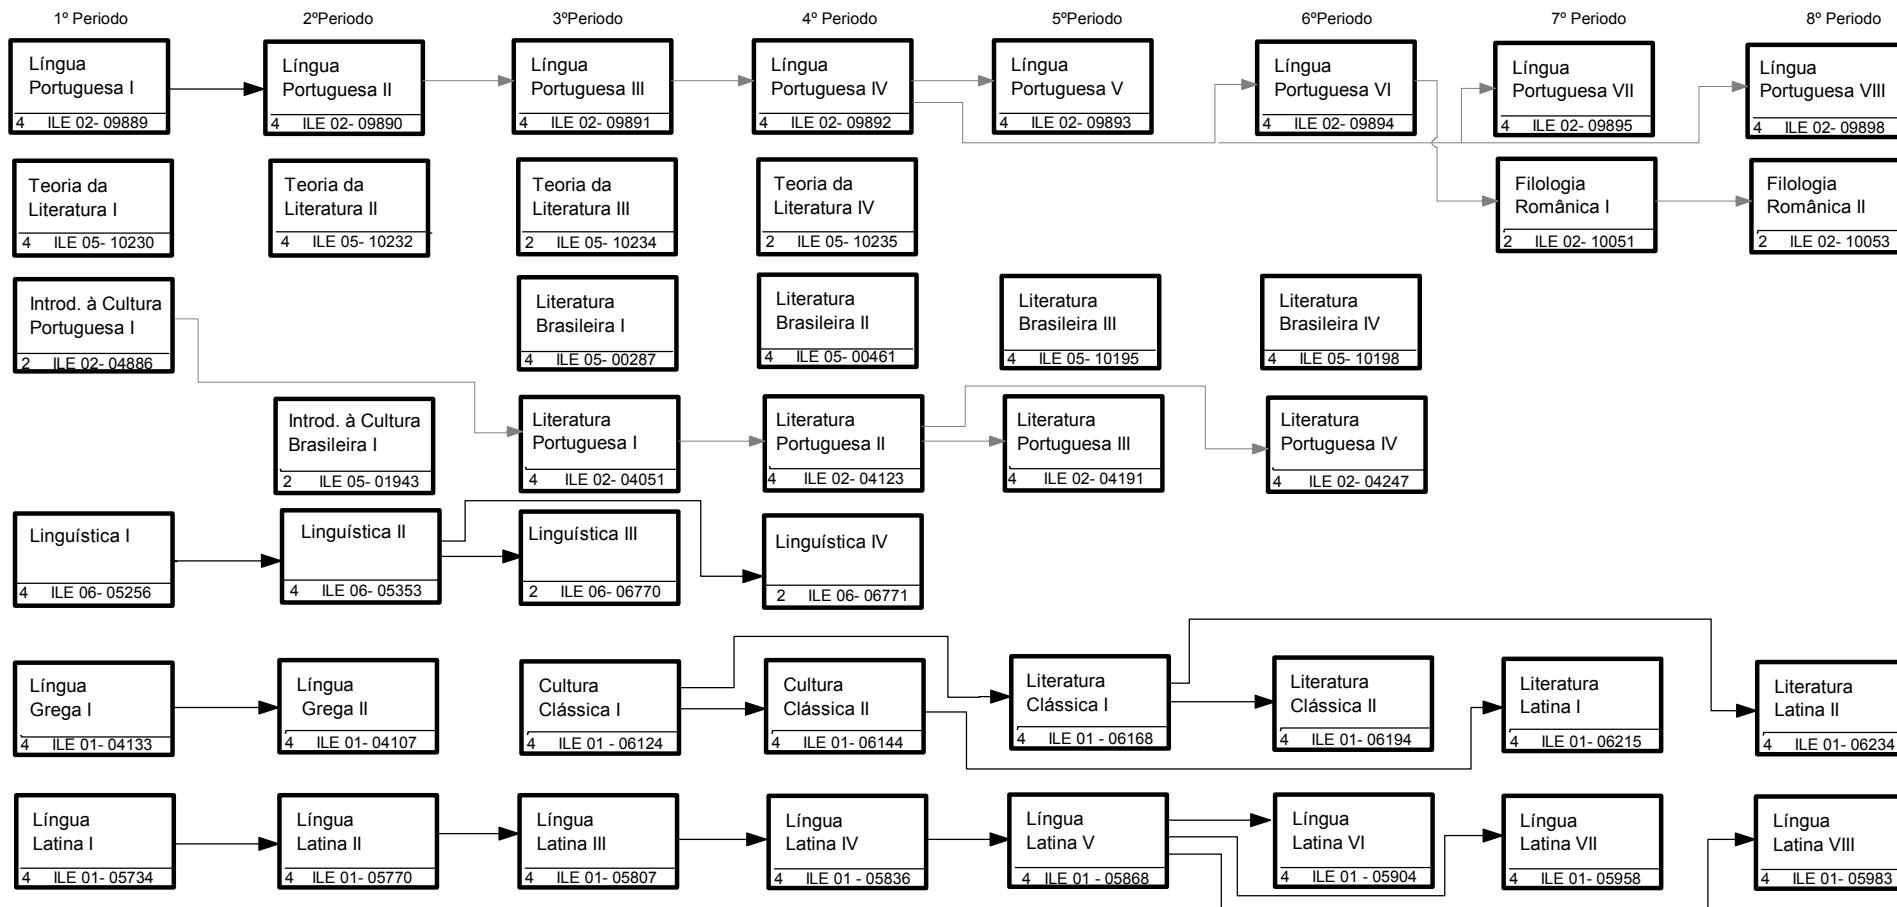 1º Periodo
2ºPeriodo
3ºPeriodo
4º Periodo
5ºPeriodo
6ºPeriodo
7º Periodo
8º Periodo
Língua
Portuguesa I
4 ILE 02- 09889
Língua
Portuguesa II
4 ILE 02- 09890
Língua
Portuguesa III
4 ILE 02- 09891
Língua
Portuguesa IV
4 ILE 02- 09892
Língua
Portuguesa V
4 ILE 02- 09893
Língua
Portuguesa VI
4 ILE 02- 09894
Língua
Portuguesa VII
4 ILE 02- 09895
Língua
Portuguesa VIII
4 ILE 02- 09898
Teoria da
Literatura I
4 ILE 05- 10230
Teoria da
Literatura II
4 ILE 05- 10232
Teoria da
Literatura III
2 ILE 05- 10234
Teoria da
Literatura IV
2 ILE 05- 10235
Filologia
Românica I
2 ILE 02- 10051
Filologia
Românica II
2 ILE 02- 10053
Introd. à Cultura
Portuguesa I
2 ILE 02- 04886
Literatura
Brasileira I
4 ILE 05- 00287
Literatura
Brasileira II
4 ILE 05- 00461
Literatura
Brasileira III
4 ILE 05- 10195
Literatura
Brasileira IV
4 ILE 05- 10198
Introd. à Cultura
Brasileira I
2 ILE 05- 01943
Literatura
Portuguesa I
4 ILE 02- 04051
Literatura
Portuguesa II
4 ILE 02- 04123
Literatura
Portuguesa III
4 ILE 02- 04191
Literatura
Portuguesa IV
4 ILE 02- 04247
Linguística I
4 ILE 06- 05256
Linguística II
4 ILE 06- 05353
Linguística III
2 ILE 06- 06770
Linguística IV
2 ILE 06- 06771
Língua
Grega I
4 ILE 01- 04133
Língua
Grega II
4 ILE 01- 04107
Cultura
Clássica I
4 ILE 01 - 06124
Cultura
Clássica II
4 ILE 01- 06144
Literatura
Clássica I
4 ILE 01 - 06168
Literatura
Clássica II
4 ILE 01- 06194
Literatura
Latina I
4 ILE 01- 06215
Literatura
Latina II
4 ILE 01- 06234
Língua
Latina I
4 ILE 01- 05734
Língua
Latina II
4 ILE 01- 05770
Língua
Latina III
4 ILE 01- 05807
Língua
Latina IV
4 ILE 01 - 05836
Língua
Latina V
4 ILE 01 - 05868
Língua
Latina VI
4 ILE 01 - 05904
Língua
Latina VII
4 ILE 01- 05958
Língua
Latina VIII
4 ILE 01- 05983